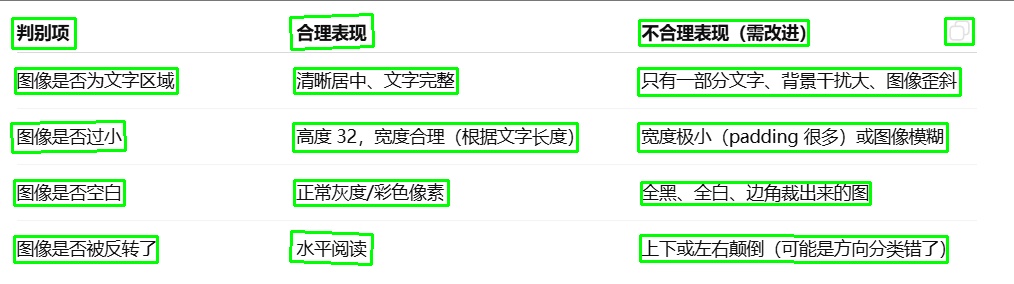 判别项 合理表现 不合理表现（需改进）
图像是否为文字区域 清晰居中、文字完整 只有一部分文字、背景干扰大、图像歪斜
图像是否过小 高度 32，宽度合理（根据文字长度） 宽度极小（padding 很多）或图像模糊
图像是否空白 正常灰度/彩色像素 全黑、全白、边角裁出来的图
图像是否被反转了 水平阅读 上下或左右颠倒（可能是方向分类错了）